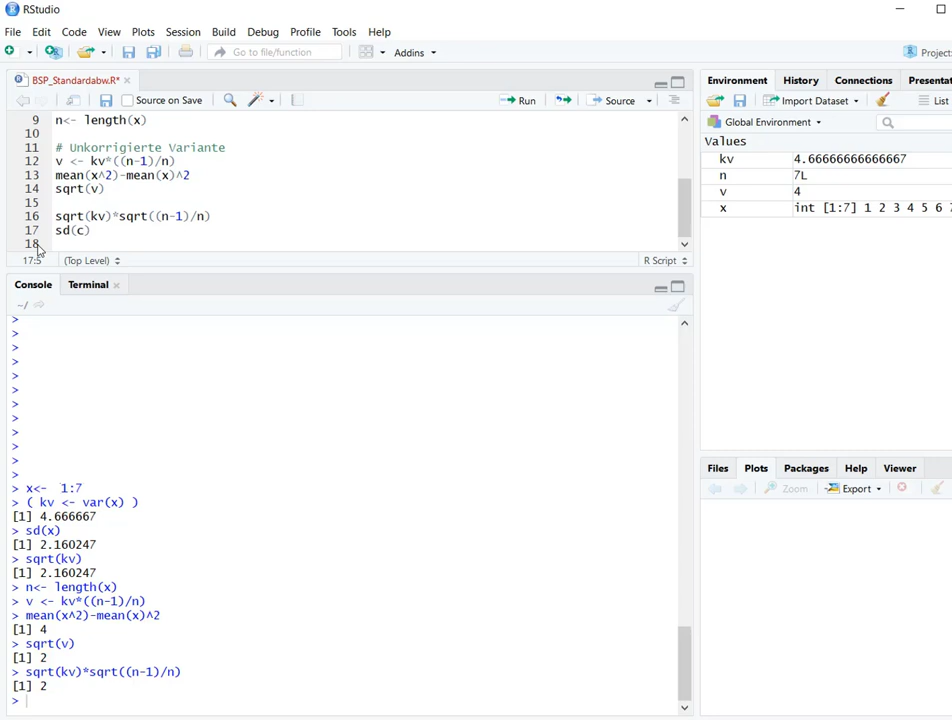 RStudio
File Edit Code View Plots Session Build Debug Profile Tools Help
Go to file/function Addins Project:
BSP_Standardabw.R*
Source on Save Run Source
9 n<- length(x)
10
11 # Unkorrigierte Variante
12 v <- kv*((n-1)/n)
13 mean(x^2)-mean(x)^2
14 sqrt(v)
15
16 sqrt(kv)*sqrt((n-1)/n)
17 sd(c)
18
17:5 (Top Level) R Script
Console Terminal
~/
>
>
>
>
>
>
>
>
>
>
>
>
> x<-  1:7
> ( kv <- var(x) )
[1] 4.666667
> sd(x)
[1] 2.160247
> sqrt(kv)
[1] 2.160247
> n<- length(x)
> v <- kv*((n-1)/n)
> mean(x^2)-mean(x)^2
[1] 4
> sqrt(v)
[1] 2
> sqrt(kv)*sqrt((n-1)/n)
[1] 2
>
Environment History Connections Presentat
Import Dataset List
Global Environment
Values
kv 4.66666666666667
n 7L
v 4
x int [1:7] 1 2 3 4 5 6 7
Files Plots Packages Help Viewer
Zoom Export